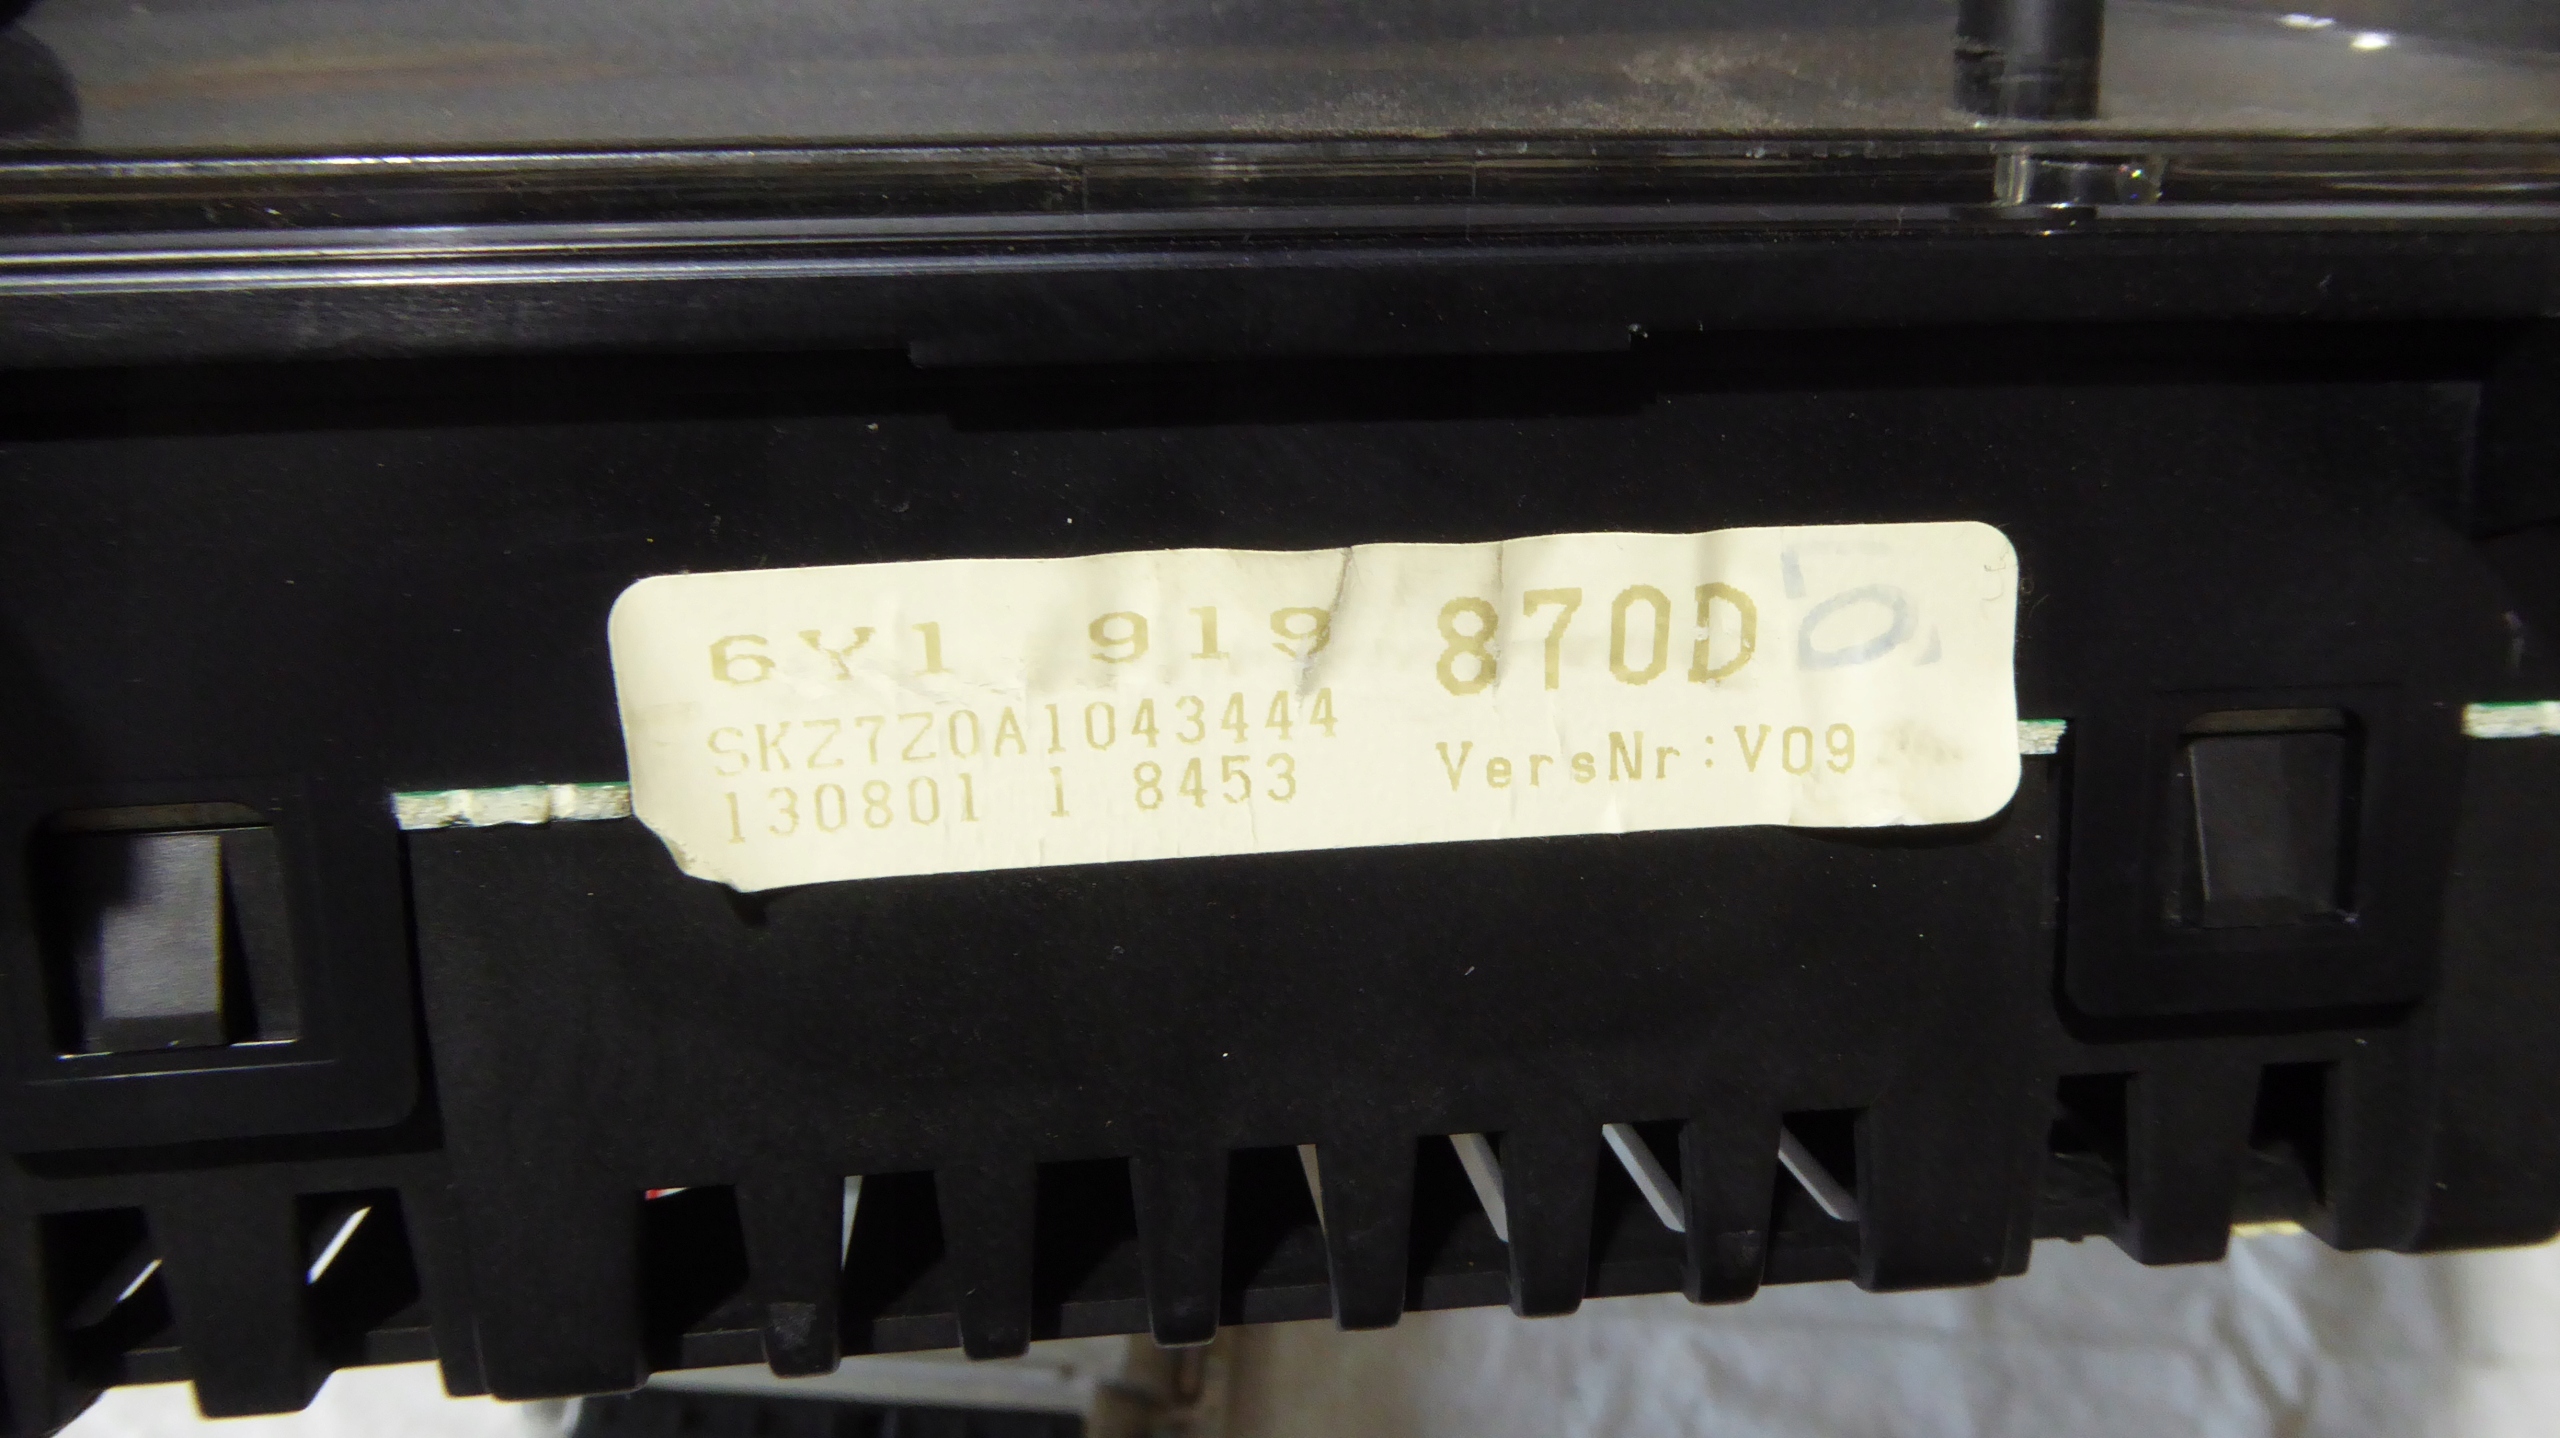 6Y1 919 870D
SKZ7Z0A1043444
130801 1 8453 VersNr:V09